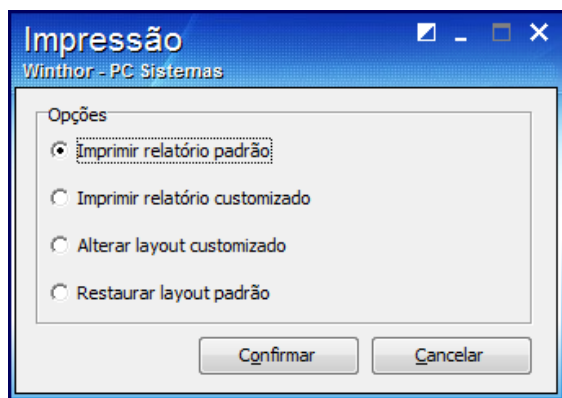 Impressão
Winthor - PC Sistemas
Opções
Imprimir relatório padrão
Imprimir relatório customizado
Alterar layout customizado
Restaurar layout padrão
Confirmar Cancelar